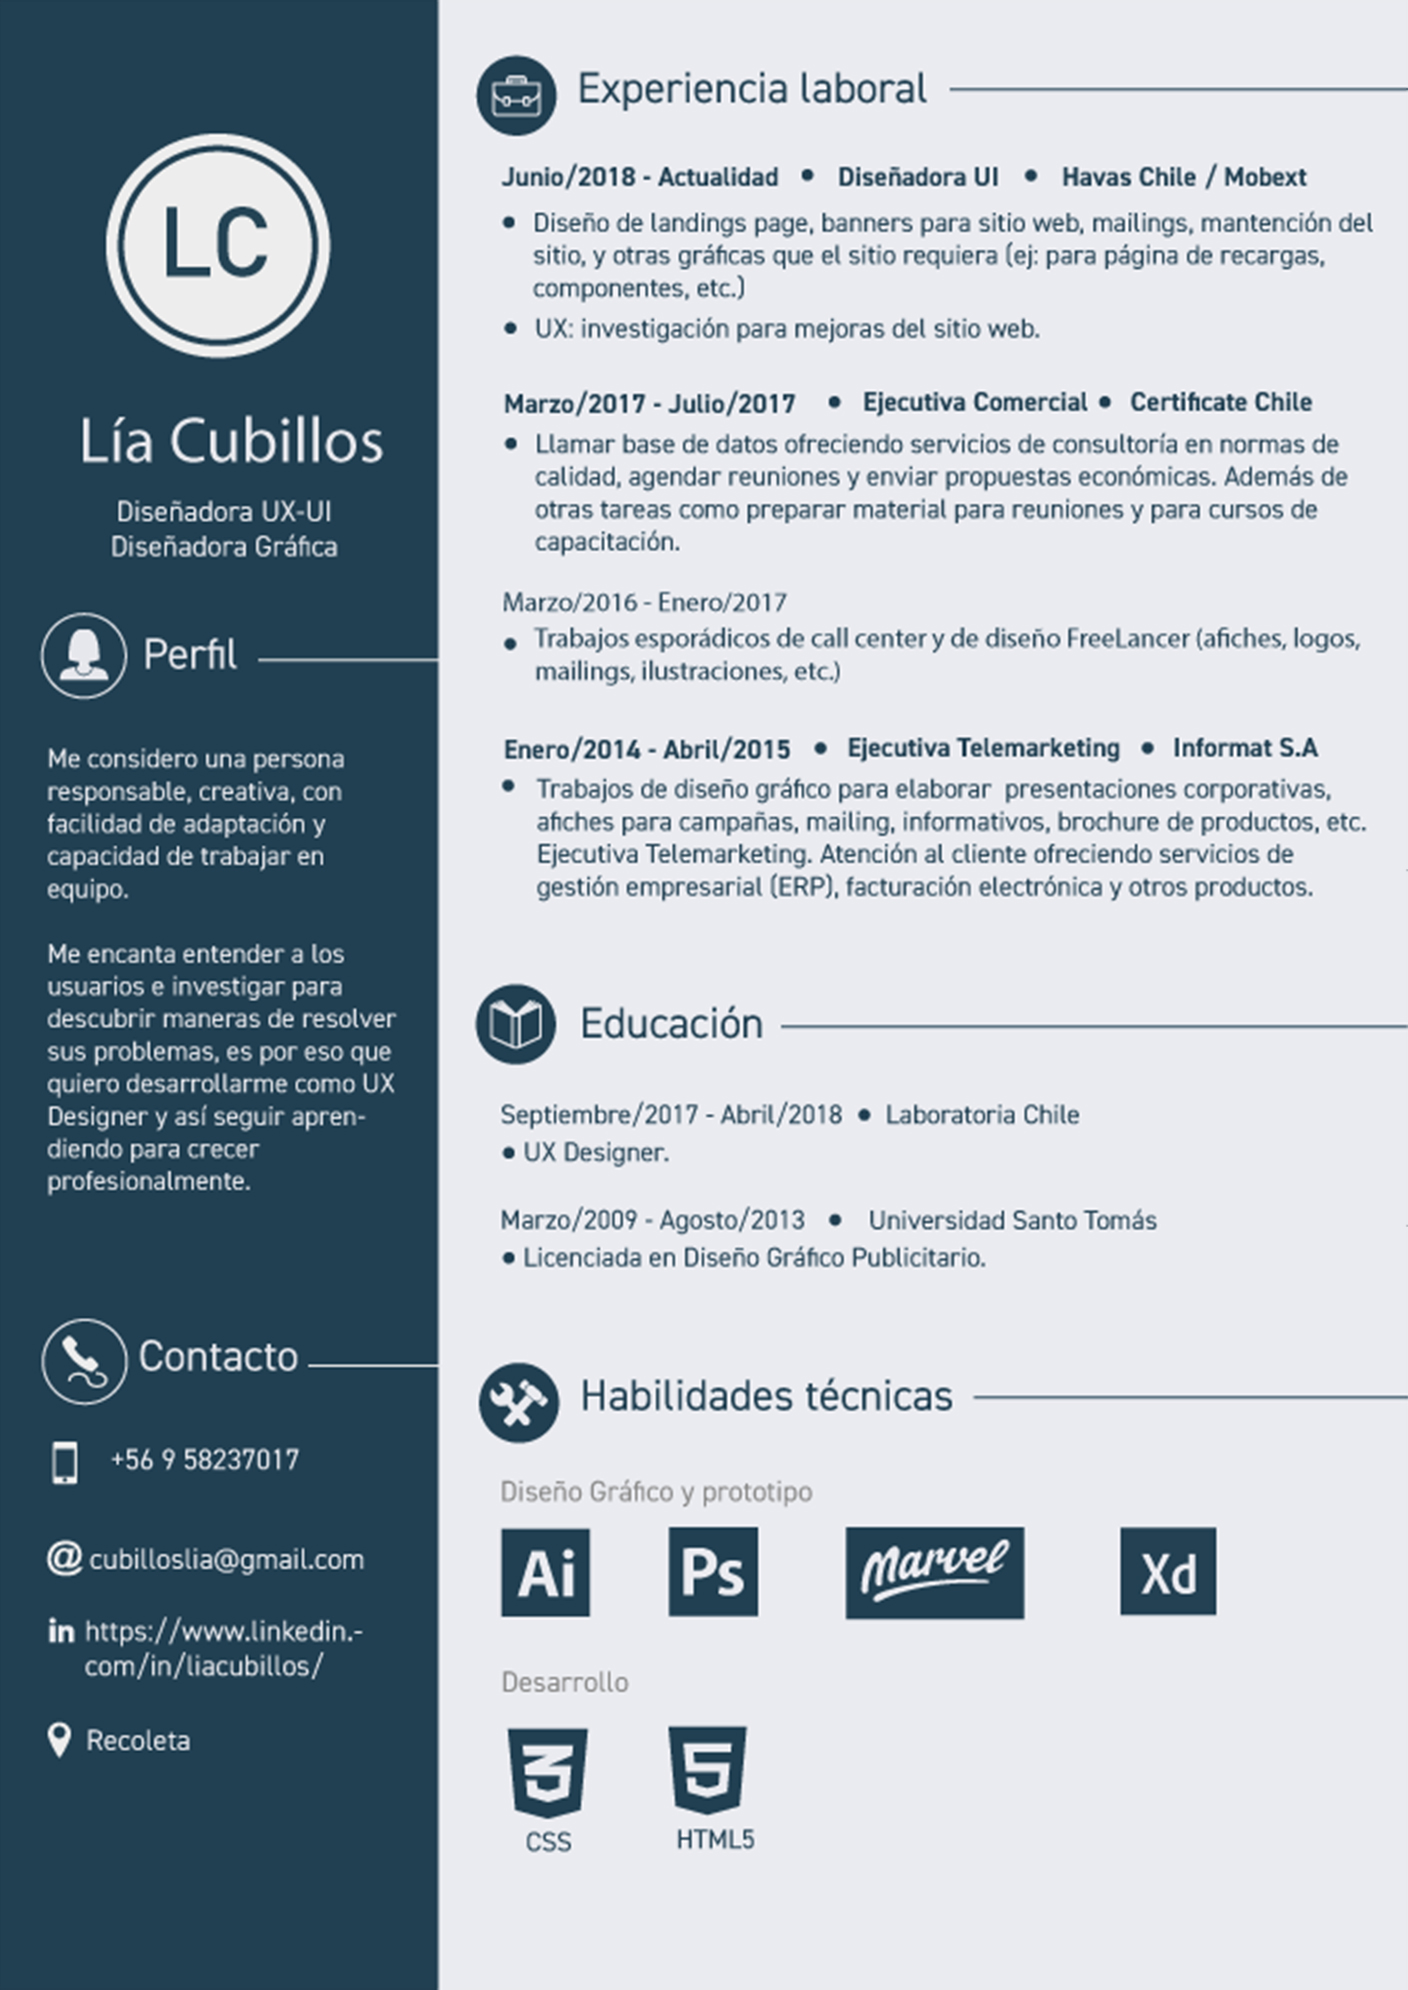 LC
Lía Cubillos
Diseñadora UX-UI
Diseñadora Gráfica
Perfil
Me considero una persona
responsable, creativa, con
facilidad de adaptación y
capacidad de trabajar en
equipo.
Me encanta entender a los
usuarios e investigar para
descubrir maneras de resolver
sus problemas, es por eso que
quiero desarrollarme como UX
Designer y así seguir apren-
diendo para crecer
profesionalmente.
Contacto
+56 9 58237017
@ cubilloslia@gmail.com
in https://www.linkedin.-
com/in/liacubillos/
Recoleta
Experiencia laboral
Junio/2018 - Actualidad • Diseñadora UI • Havas Chile / Mobext
• Diseño de landings page, banners para sitio web, mailings, mantención del
sitio, y otras gráficas que el sitio requiera (ej: para página de recargas,
componentes, etc.)
• UX: investigación para mejoras del sitio web.
Marzo/2017 - Julio/2017 • Ejecutiva Comercial • Certificate Chile
• Llamar base de datos ofreciendo servicios de consultoría en normas de
calidad, agendar reuniones y enviar propuestas económicas. Además de
otras tareas como preparar material para reuniones y para cursos de
capacitación.
Marzo/2016 - Enero/2017
• Trabajos esporádicos de call center y de diseño FreeLancer (afiches, logos,
mailings, ilustraciones, etc.)
Enero/2014 - Abril/2015 • Ejecutiva Telemarketing • Informat S.A
• Trabajos de diseño gráfico para elaborar presentaciones corporativas,
afiches para campañas, mailing, informativos, brochure de productos, etc.
Ejecutiva Telemarketing. Atención al cliente ofreciendo servicios de
gestión empresarial (ERP), facturación electrónica y otros productos.
Educación
Septiembre/2017 - Abril/2018 • Laboratoria Chile
• UX Designer.
Marzo/2009 - Agosto/2013 • Universidad Santo Tomás
• Licenciada en Diseño Gráfico Publicitario.
Habilidades técnicas
Diseño Gráfico y prototipo
Ai Ps Marvel Xd
Desarrollo
3 5
CSS HTML5